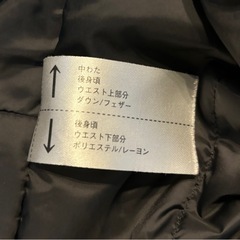 中わた
後身頃
ウエスト上部分
ダウン/フェザー
後身頃
ウエスト下部分
ポリエステル/レーヨン